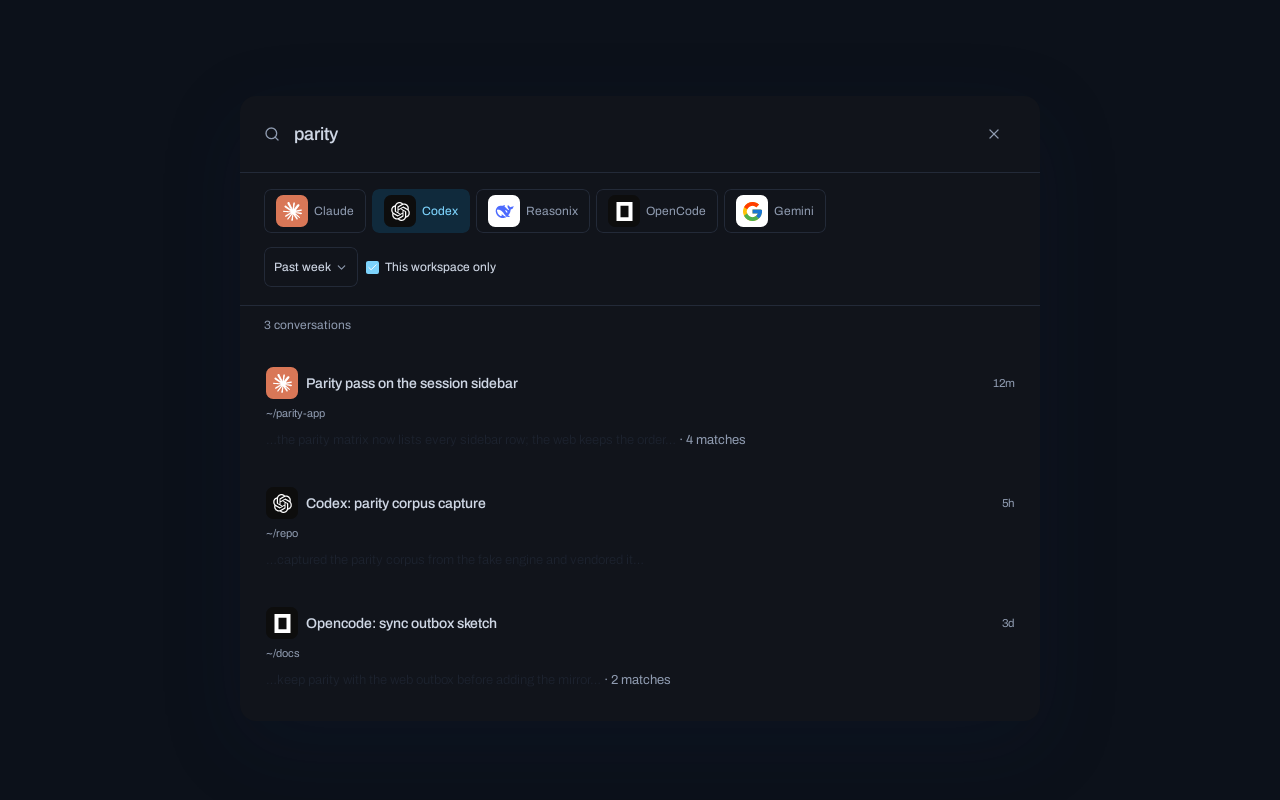 parity
Claude Codex Reasonix OpenCode Gemini
Past week This workspace only
3 conversations
Parity pass on the session sidebar 12m
~/parity-app
…the parity matrix now lists every sidebar row; the web keeps the order… · 4 matches
Codex: parity corpus capture 5h
~/repo
…captured the parity corpus from the fake engine and vendored it…
Opencode: sync outbox sketch 3d
~/docs
…keep parity with the web outbox before adding the mirror… · 2 matches